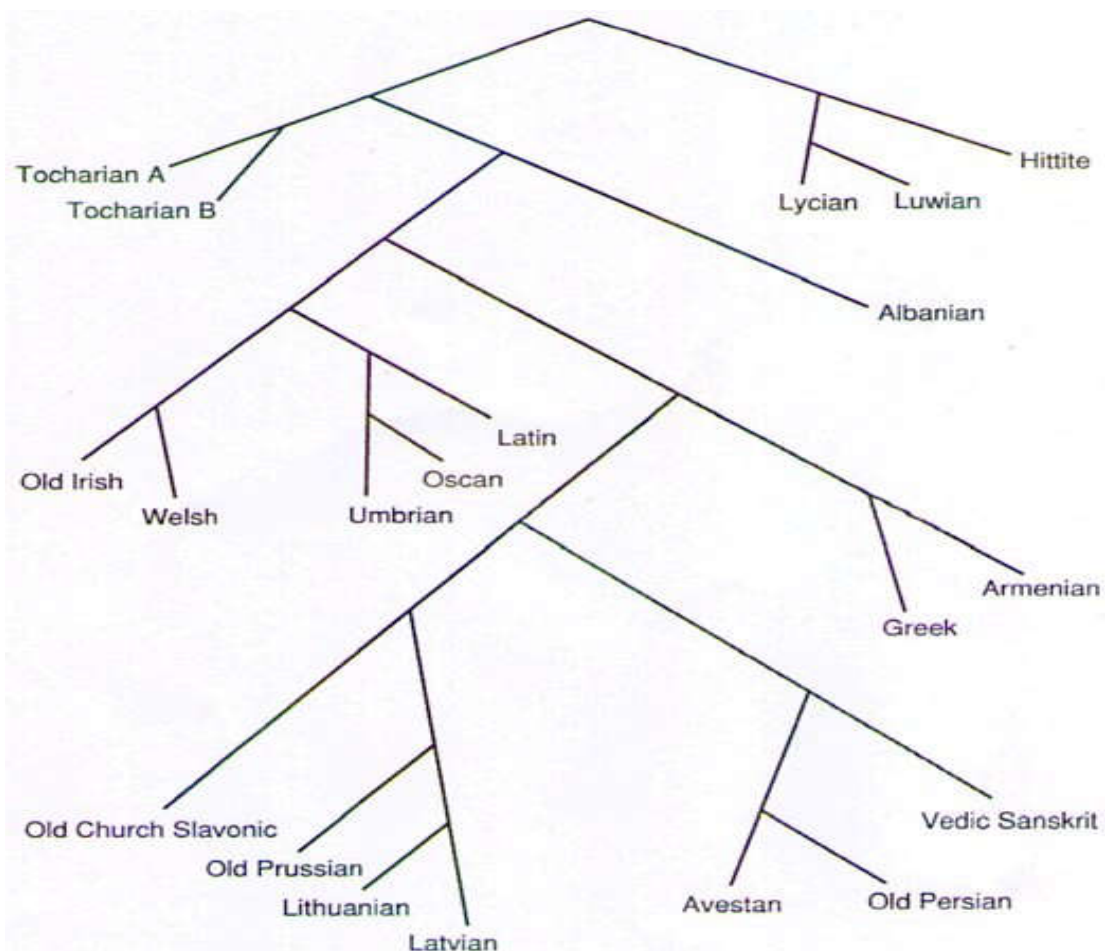 Hittite
Tocharian A
Lycian
Luwian
Tocharian B
Albanian
Latin
Old Irish
Oscan
Welsh
Umbrian
Armenian
Greek
Vedic Sanskrit
Old Church Slavonic
Old Prussian
Lithuanian
Avestan
Old Persian
Latvian